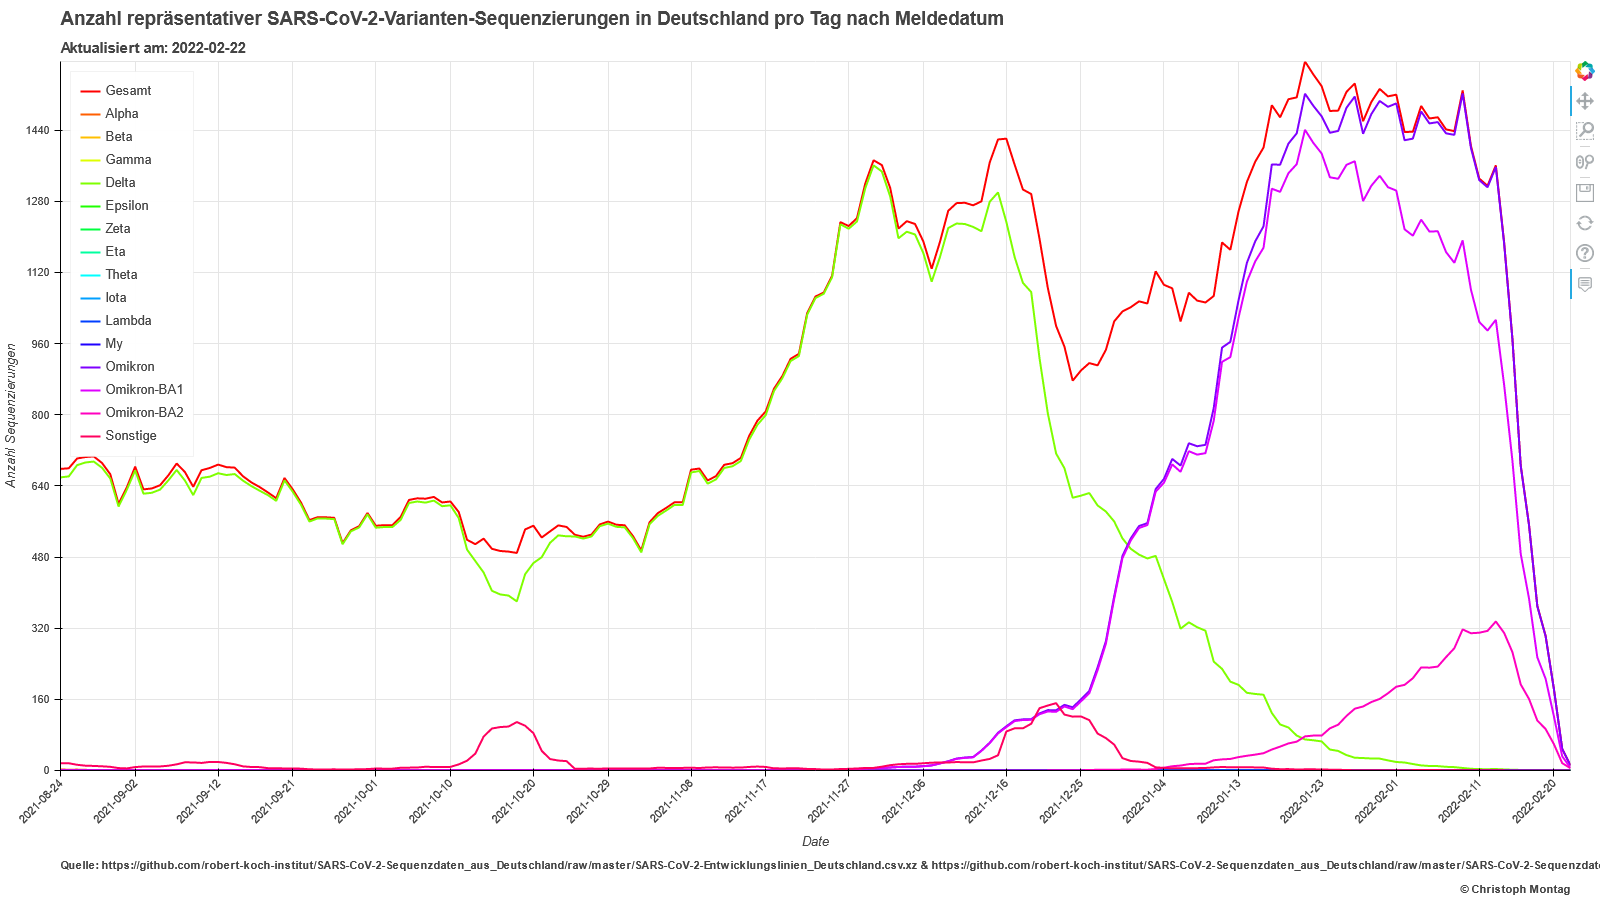 Anzahl repräsentativer SARS-CoV-2-Varianten-Sequenzierungen in Deutschland pro Tag nach Meldedatum
Aktualisiert am: 2022-02-22
Gesamt
Alpha
Beta
Gamma
Delta
Epsilon
Zeta
Eta
Theta
Iota
Lambda
My
Omikron
Omikron-BA1
Omikron-BA2
Sonstige
Anzahl Sequenzierungen
1440
1280
1120
960
800
640
480
320
160
0
2021-08-24
2021-09-02
2021-09-12
2021-09-21
2021-10-01
2021-10-10
2021-10-20
2021-10-29
2021-11-08
2021-11-17
2021-11-27
2021-12-06
2021-12-16
2021-12-25
2022-01-04
2022-01-13
2022-01-23
2022-02-01
2022-02-11
2022-02-20
Date
Quelle: https://github.com/robert-koch-institut/SARS-CoV-2-Sequenzdaten_aus_Deutschland/raw/master/SARS-CoV-2-Entwicklungslinien_Deutschland.csv.xz & https://github.com/robert-koch-institut/SARS-CoV-2-Sequenzdaten_aus_Deutschland/raw/master/SARS-CoV-2-Sequenzdate
© Christoph Montag